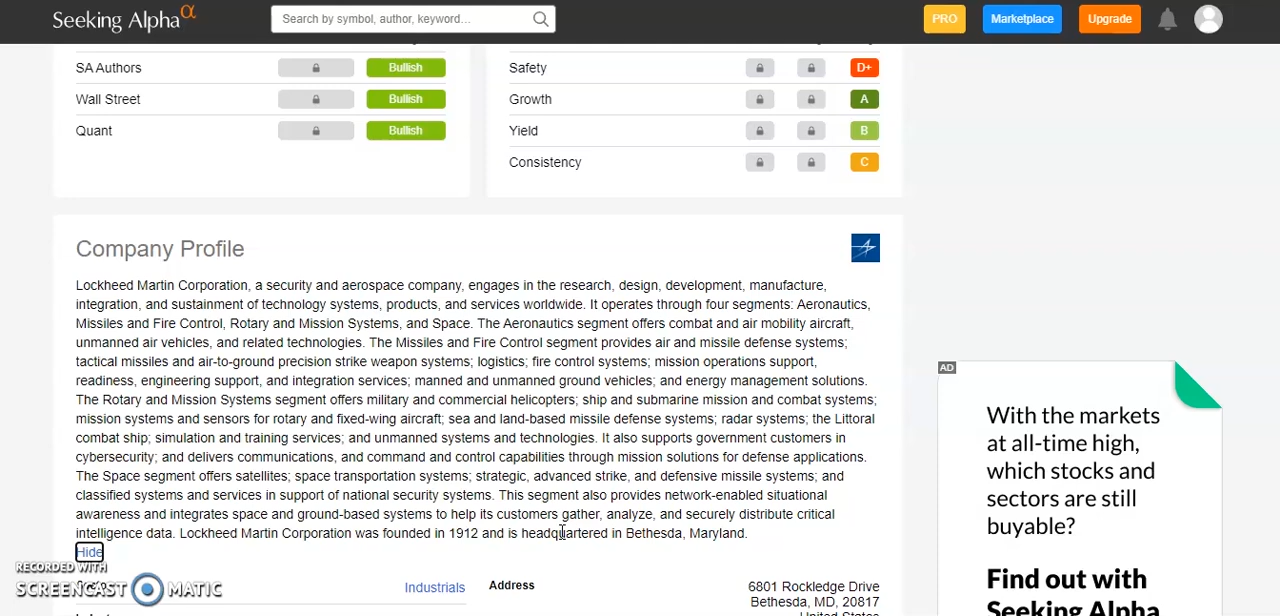 Seeking Alpha α
Search by symbol, author, keyword...
PRO
Marketplace
Upgrade
SA Authors
Bullish
Wall Street
Bullish
Quant
Bullish
Safety
D+
Growth
A
Yield
B
Consistency
C
Company Profile
Lockheed Martin Corporation, a security and aerospace company, engages in the research, design, development, manufacture,
integration, and sustainment of technology systems, products, and services worldwide. It operates through four segments: Aeronautics,
Missiles and Fire Control, Rotary and Mission Systems, and Space. The Aeronautics segment offers combat and air mobility aircraft,
unmanned air vehicles, and related technologies. The Missiles and Fire Control segment provides air and missile defense systems;
tactical missiles and air-to-ground precision strike weapon systems; logistics; fire control systems; mission operations support,
readiness, engineering support, and integration services; manned and unmanned ground vehicles; and energy management solutions.
The Rotary and Mission Systems segment offers military and commercial helicopters; ship and submarine mission and combat systems;
mission systems and sensors for rotary and fixed-wing aircraft; sea and land-based missile defense systems; radar systems; the Littoral
combat ship; simulation and training services; and unmanned systems and technologies. It also supports government customers in
cybersecurity; and delivers communications, and command and control capabilities through mission solutions for defense applications.
The Space segment offers satellites; space transportation systems; strategic, advanced strike, and defensive missile systems; and
classified systems and services in support of national security systems. This segment also provides network-enabled situational
awareness and integrates space and ground-based systems to help its customers gather, analyze, and securely distribute critical
intelligence data. Lockheed Martin Corporation was founded in 1912 and is headquartered in Bethesda, Maryland.
Hide
Industrials
Address
6801 Rockledge Drive
Bethesda, MD, 20817
United States
AD
With the markets
at all-time high,
which stocks and
sectors are still
buyable?
Find out with
Seeking Alpha
RECORDED WITH
SCREENCAST MATIC